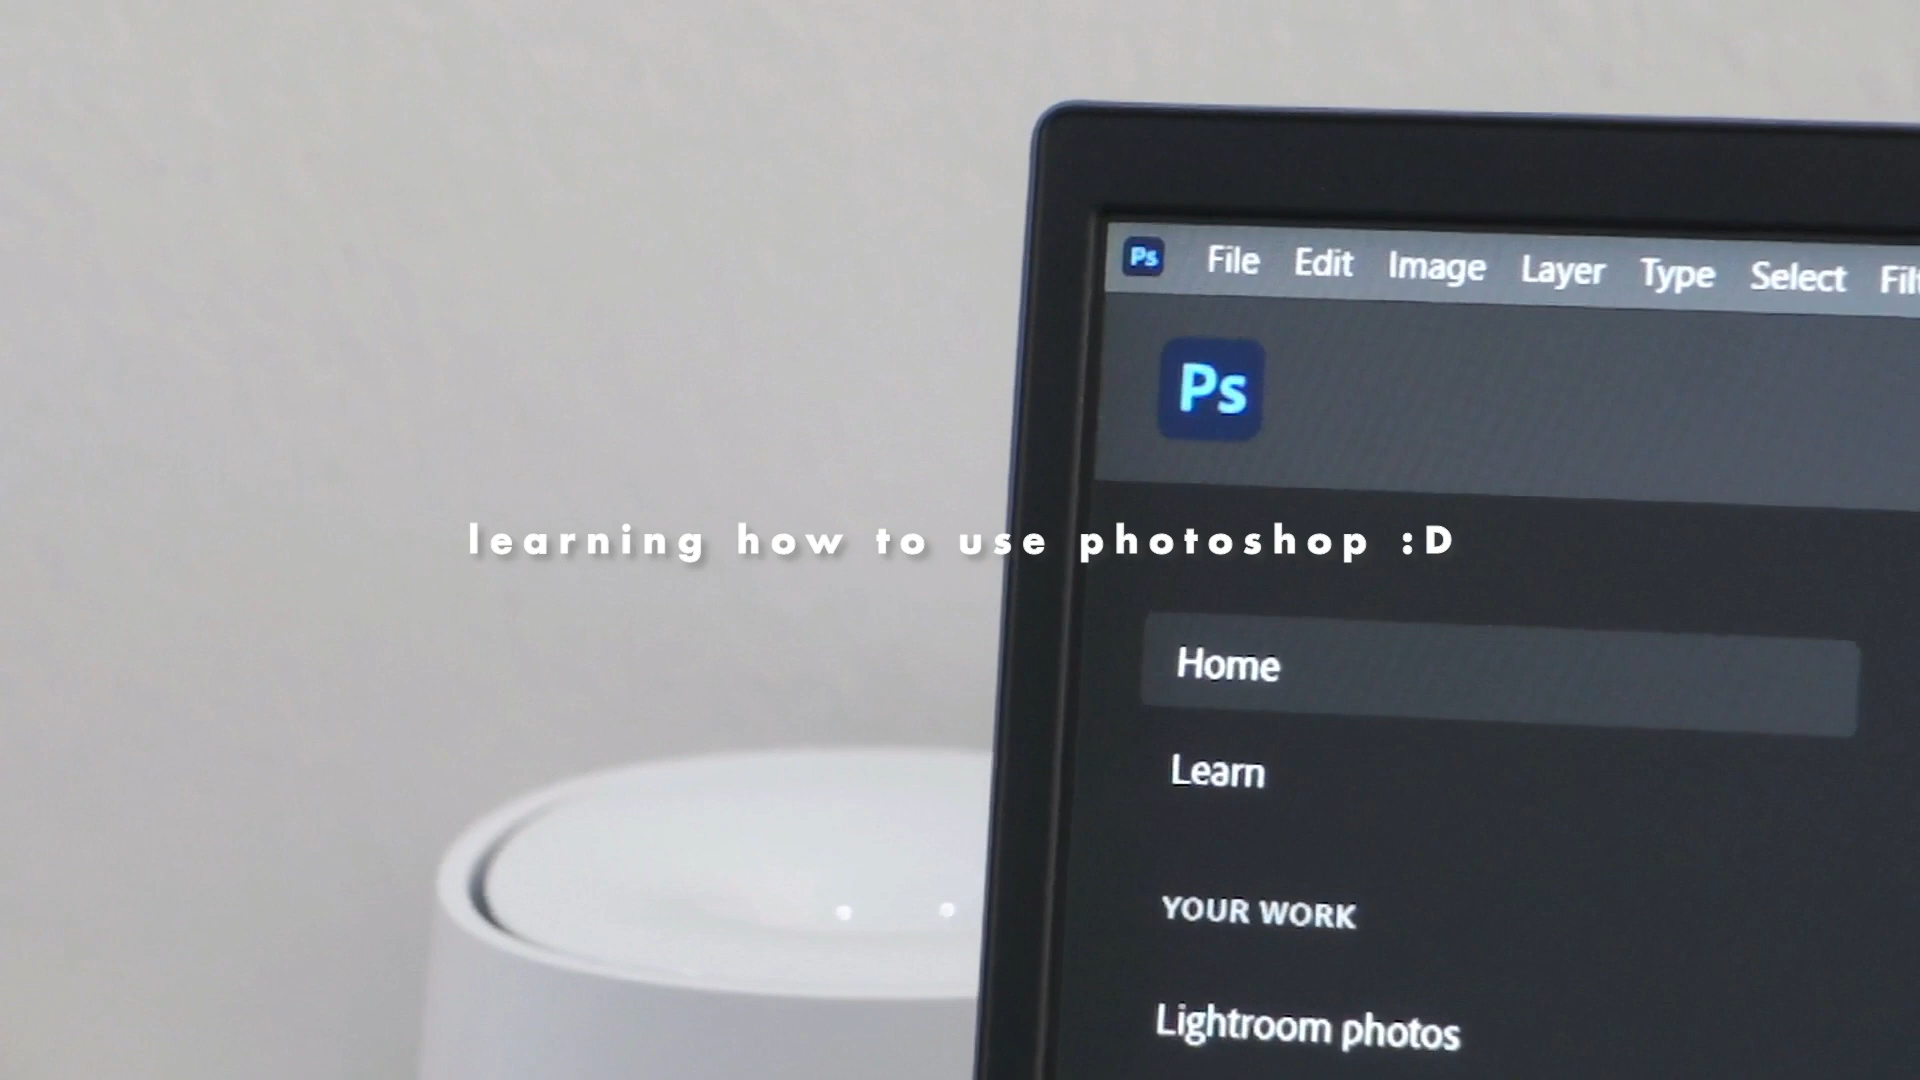 Ps File Edit Image Layer Type Select
Ps
learning how to use photoshop :D
Home
Learn
YOUR WORK
Lightroom photos